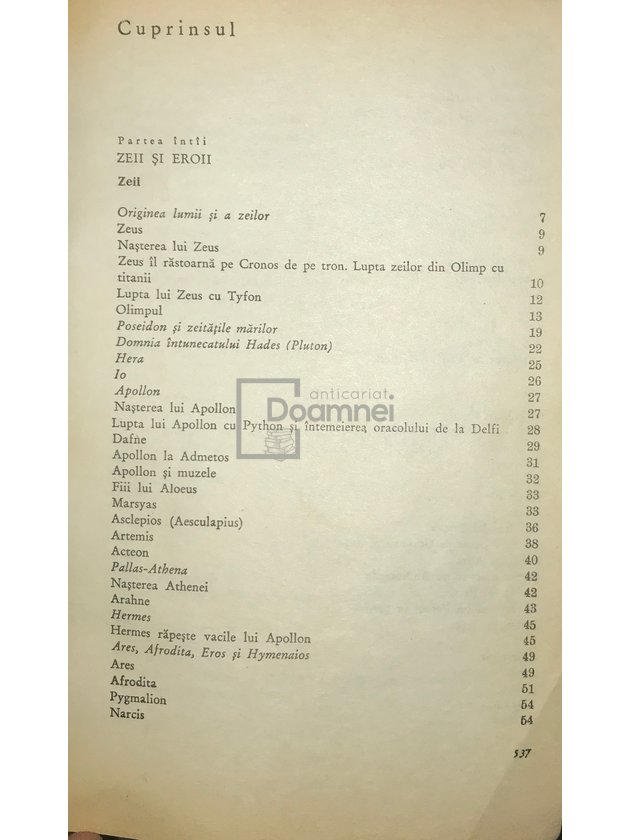 Cuprinsul
Partea întîi
ZEII ŞI EROII
Zeii
Originea lumii şi a zeilor 7
Zeus 9
Naşterea lui Zeus 9
Zeus îl răstoarnă pe Cronos de pe tron. Lupta zeilor din Olimp cu
titanii 10
Lupta lui Zeus cu Tyfon 12
Olimpul 13
Poseidon şi zeităţile mărilor 19
Domnia întunecatului Hades (Pluton) 22
Hera 25
Io 26
Apollon 27
Naşterea lui Apollon 27
Lupta lui Apollon cu Python şi întemeierea oracolului de la Delfi 28
Dafne 29
Apollon la Admetos 31
Apollon şi muzele 32
Fiii lui Aloeus 33
Marsyas 33
Asclepios (Aesculapius) 36
Artemis 38
Acteon 40
Pallas-Athena 42
Naşterea Athenei 42
Arahne 43
Hermes 45
Hermes răpeşte vacile lui Apollon 45
Ares, Afrodita, Eros şi Hymenaios 49
Ares 49
Afrodita 51
Pygmalion 54
Narcis 54
537
anticariat
Doamnei